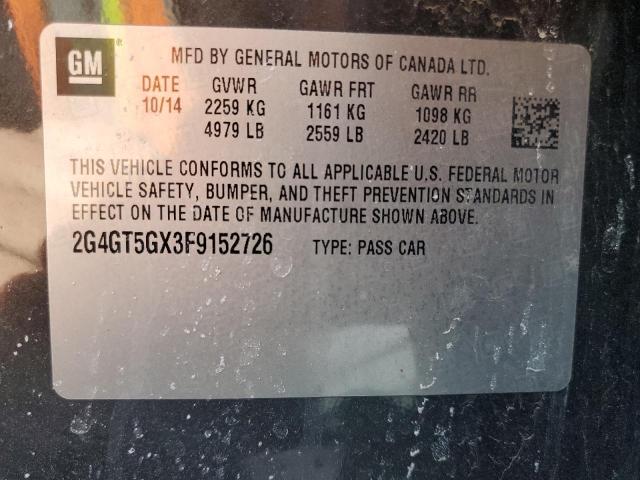 GM
MFD BY GENERAL MOTORS OF CANADA LTD.
DATE GVWR GAWR FRT GAWR RR
10/14 2259 KG 1161 KG 1098 KG
4979 LB 2559 LB 2420 LB
THIS VEHICLE CONFORMS TO ALL APPLICABLE U.S. FEDERAL MOTOR
VEHICLE SAFETY, BUMPER, AND THEFT PREVENTION STANDARDS IN
EFFECT ON THE DATE OF MANUFACTURE SHOWN ABOVE.
2G4GT5GX3F9152726 TYPE: PASS CAR